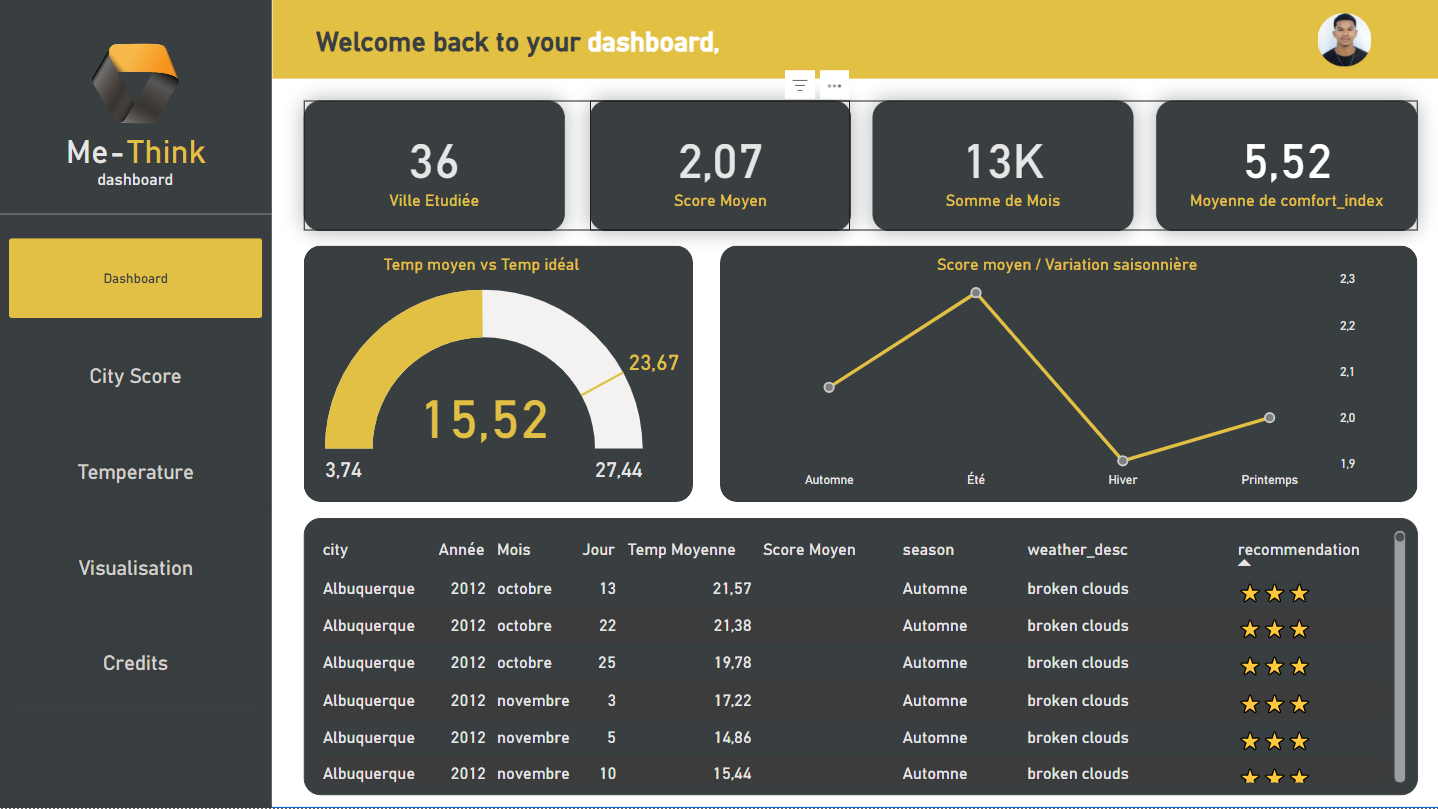 Welcome back to your dashboard,
Me-Think
dashboard
Dashboard
City Score
Temperature
Visualisation
Credits
36
Ville Etudiée
2,07
Score Moyen
13K
Somme de Mois
5,52
Moyenne de comfort_index
Temp moyen vs Temp idéal
23,67
15,52
3,74
27,44
Score moyen / Variation saisonnière
2,3
2,2
2,1
2,0
1,9
Automne Été Hiver Printemps
city Année Mois Jour Temp Moyenne Score Moyen season weather_desc recommendation
Albuquerque 2012 octobre 13 21,57 Automne broken clouds
Albuquerque 2012 octobre 22 21,38 Automne broken clouds
Albuquerque 2012 octobre 25 19,78 Automne broken clouds
Albuquerque 2012 novembre 3 17,22 Automne broken clouds
Albuquerque 2012 novembre 5 14,86 Automne broken clouds
Albuquerque 2012 novembre 10 15,44 Automne broken clouds